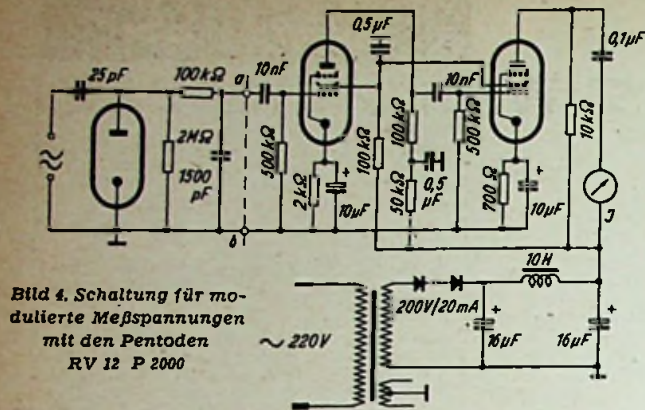 0,5µF
0,1µF
25pF
100kΩ
a
10nF
10nF
2MΩ
1500
pF
500kΩ
2kΩ
+
10µF
100kΩ
100kΩ
50kΩ
0,5
µF
500kΩ
700Ω
+
10µF
10kΩ
J
b
Bild 4. Schaltung für mo-
dulierte Meßspannungen
mit den Pentoden
RV 12 P 2000
~ 220V
200V/20mA
10H
+
16µF
+
16µF